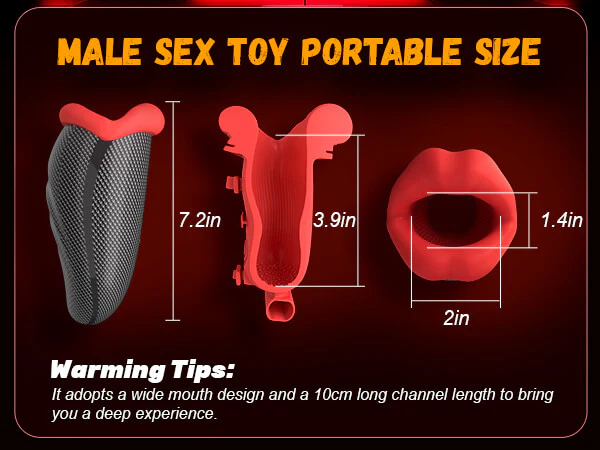 MALE SEX TOY PORTABLE SIZE
7.2in
3.9in
1.4in
2in
Warming Tips:
It adopts a wide mouth design and a 10cm long channel length to bring
you a deep experience.